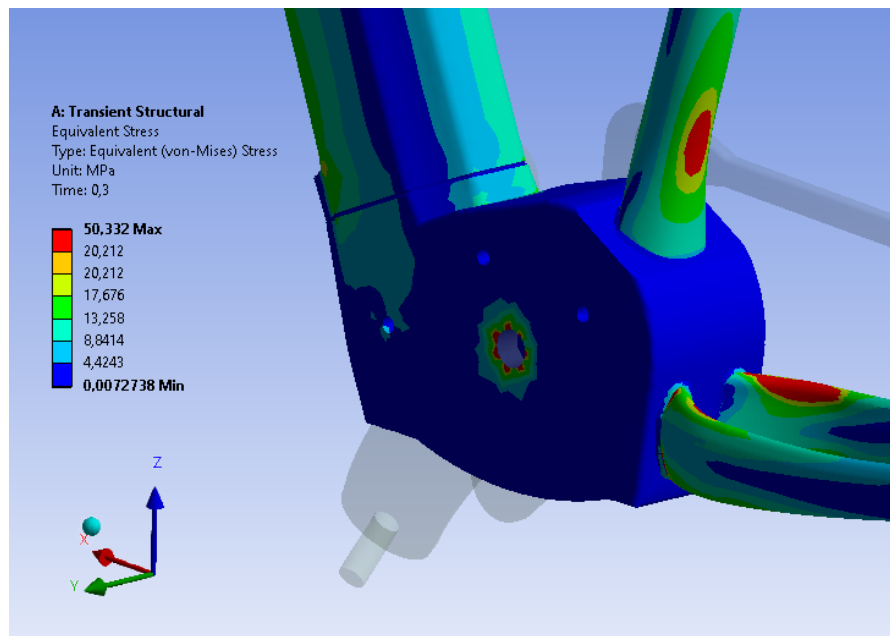 A: Transient Structural
Equivalent Stress
Type: Equivalent (von-Mises) Stress
Unit: MPa
Time: 0,3
50,332 Max
20,212
20,212
17,676
13,258
8,8414
4,4243
0,0072738 Min
Z
X
Y